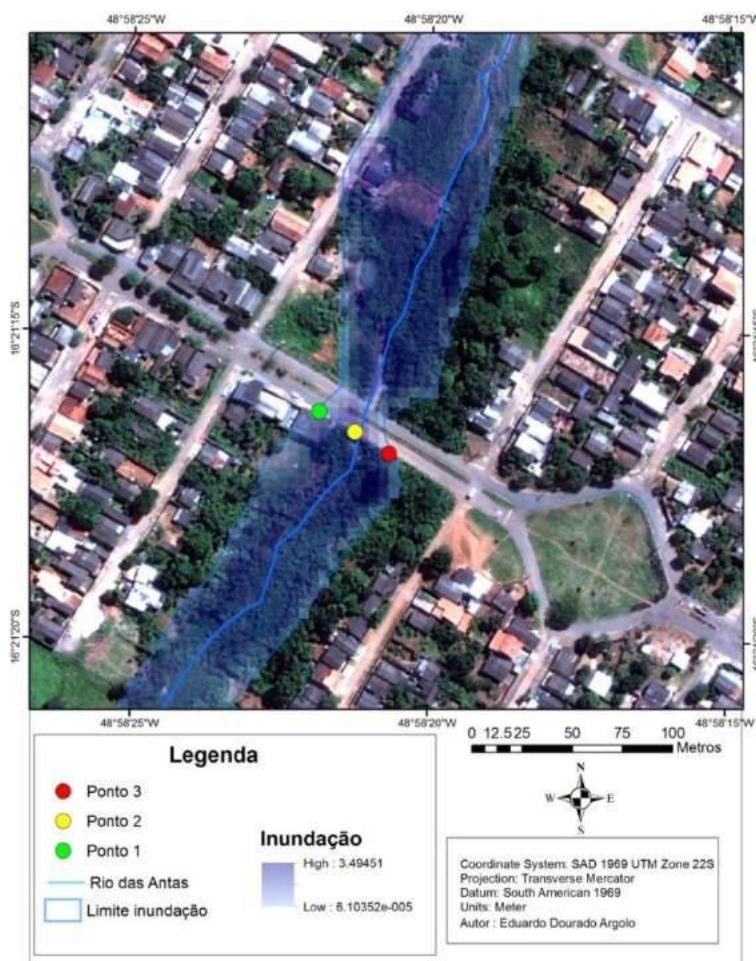 48°58'25"W 48°58'20"W 48°58'15"W
16°21'15"S
16°21'20"S
48°58'25"W 48°58'20"W 48°58'15"W
Legenda
Ponto 3
Ponto 2
Ponto 1
Rio das Antas
Limite inundação
Inundação
High : 3.49451
Low : 6.10352e-005
0 12.5 25 50 75 100
Metros
N
W E
S
Coordinate System: SAD 1969 UTM Zone 22S
Projection: Transverse Mercator
Datum: South American 1969
Units: Meter
Autor : Eduardo Dourado Argolo